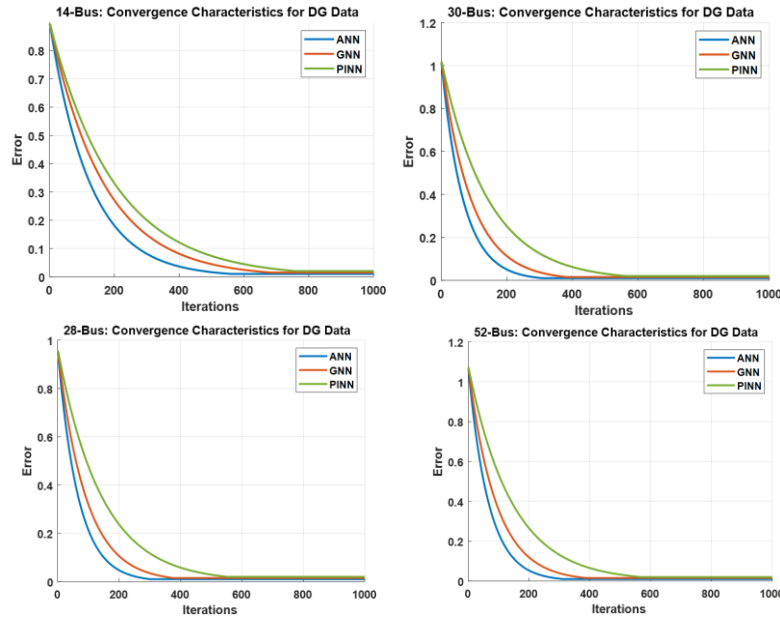 14-Bus: Convergence Characteristics for DG Data
0.8
0.7
0.6
0.5
0.4
0.3
0.2
0.1
0
Error
0 200 400 600 800 1000
Iterations
ANN
GNN
PINN
30-Bus: Convergence Characteristics for DG Data
1.2
1
0.8
0.6
0.4
0.2
0
Error
0 200 400 600 800 1000
Iterations
ANN
GNN
PINN
28-Bus: Convergence Characteristics for DG Data
1
0.8
0.6
0.4
0.2
0
Error
0 200 400 600 800 1000
Iterations
ANN
GNN
PINN
52-Bus: Convergence Characteristics for DG Data
1.2
1
0.8
0.6
0.4
0.2
0
Error
0 200 400 600 800 1000
Iterations
ANN
GNN
PINN